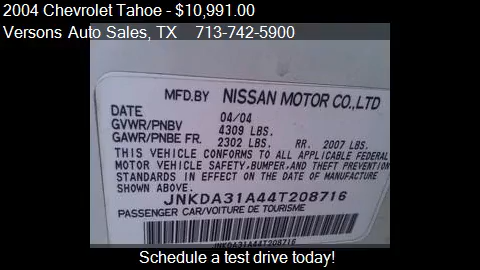 2004 Chevrolet Tahoe - $10,991.00
Versons Auto Sales, TX 713-742-5900
MFD.BY NISSAN MOTOR CO.,LTD
DATE 04/04
GVWR/PNBV 4309 LBS.
GAWR/PNBE FR. 2302 LBS. RR. 2007 LBS.
THIS VEHICLE CONFORMS TO ALL APPLICABLE FEDERAL
MOTOR VEHICLE SAFETY,BUMPER,AND THEFT PREVENTION
STANDARDS IN EFFECT ON THE DATE OF MANUFACTURE
SHOWN ABOVE.
JNKDA31A44T208716
PASSENGER CAR/VOITURE DE TOURISME
JNKDA31A44T208716
Schedule a test drive today!